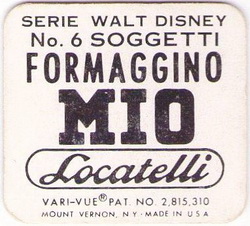 SERIE WALT DISNEY
No. 6 SOGGETTI
FORMAGGINO
MIO
Locatelli
VARI-VUE® PAT. NO. 2,815,310
MOUNT VERNON, N.Y. · MADE IN U S A